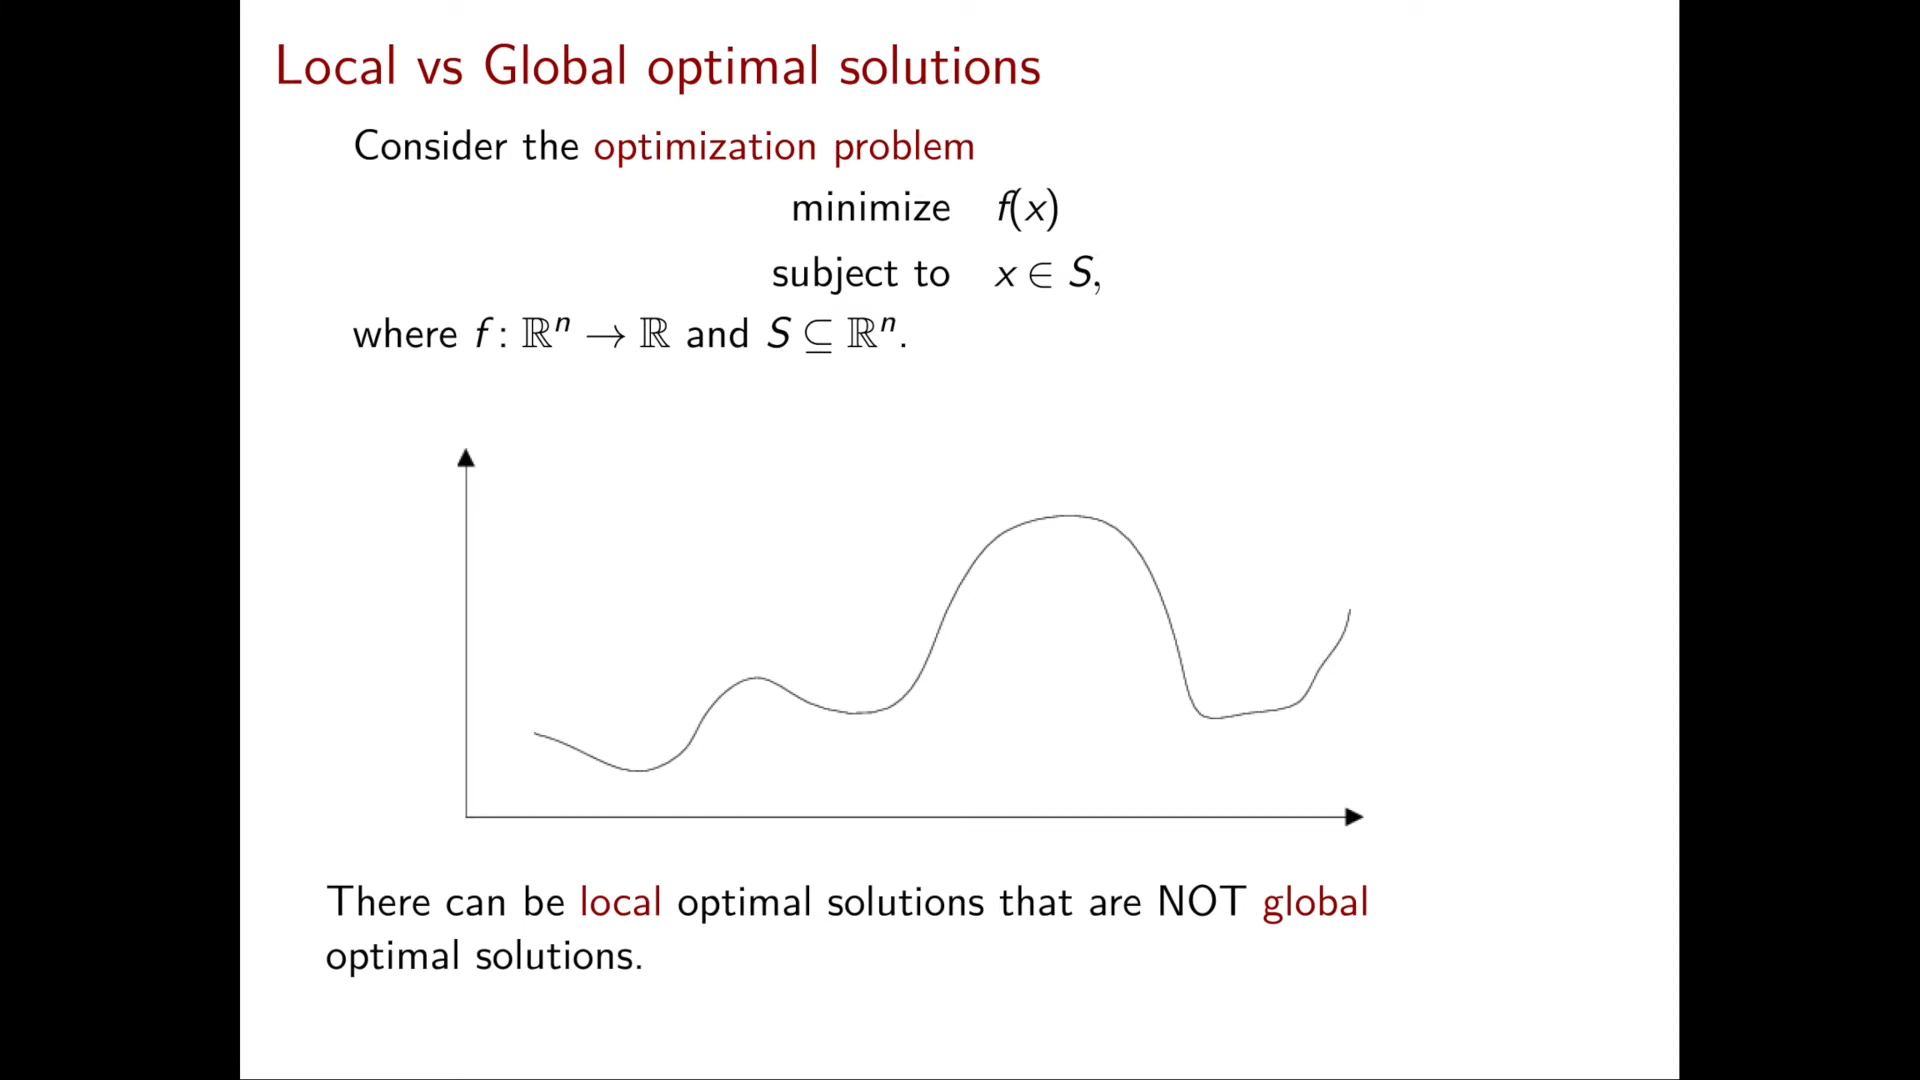 Local vs Global optimal solutions
Consider the optimization problem
minimize f(x)
subject to x ∈ S,
where f : ℝⁿ → ℝ and S ⊆ ℝⁿ.
There can be local optimal solutions that are NOT global
optimal solutions.